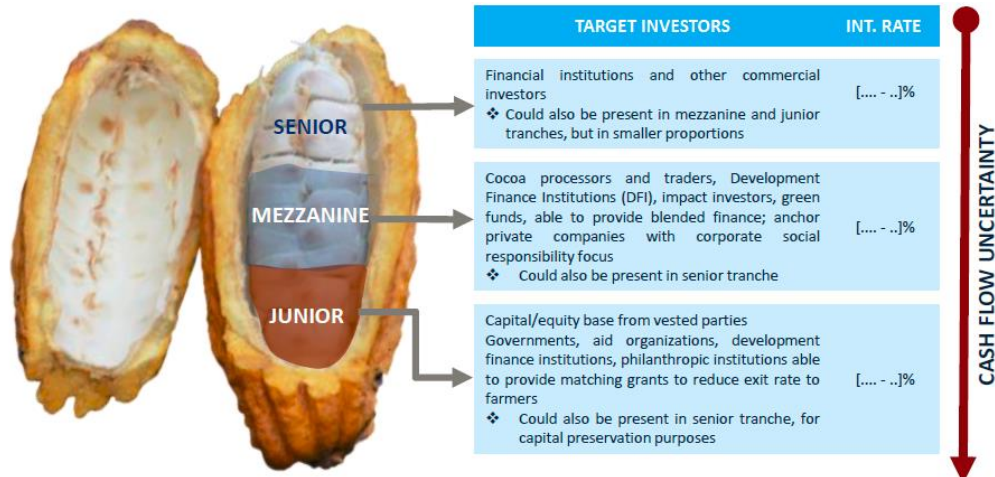 TARGET INVESTORS
INT. RATE
SENIOR
Financial institutions and other commercial
investors
❖ Could also be present in mezzanine and junior
tranches, but in smaller proportions
[.... - ..]%
MEZZANINE
Cocoa processors and traders, Development
Finance Institutions (DFI), impact investors, green
funds, able to provide blended finance; anchor
private companies with corporate social
responsibility focus
❖ Could also be present in senior tranche
[.... - ..]%
JUNIOR
Capital/equity base from vested parties
Governments, aid organizations, development
finance institutions, philanthropic institutions able
to provide matching grants to reduce exit rate to
farmers
❖ Could also be present in senior tranche, for
capital preservation purposes
[.... - ..]%
CASH FLOW UNCERTAINTY